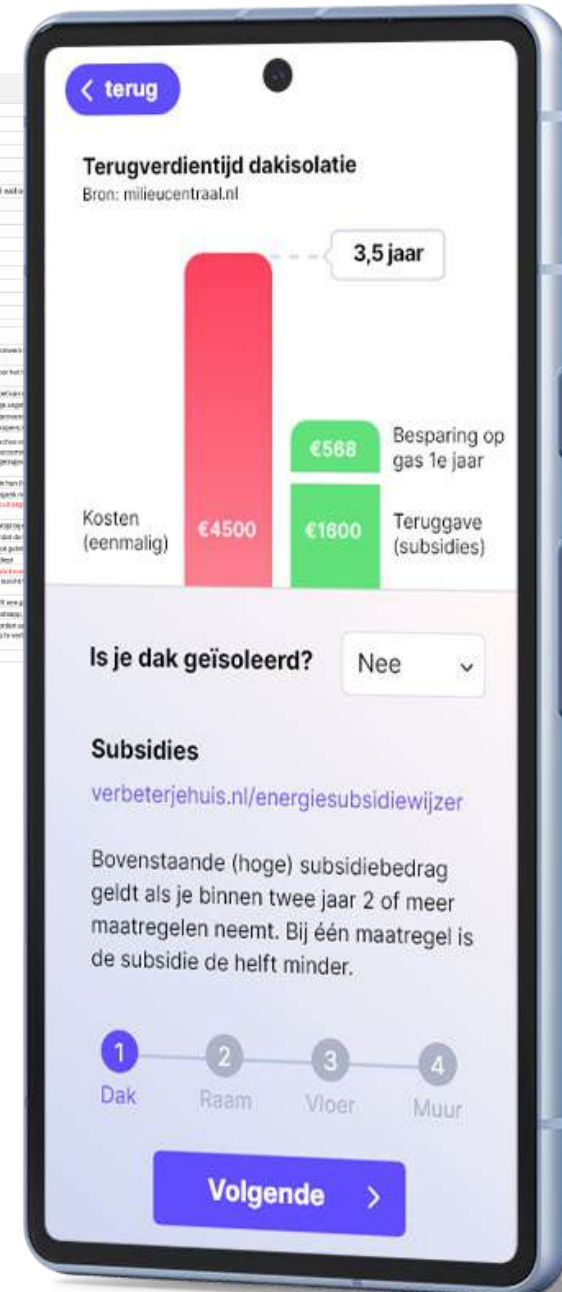 terug
Terugverdientijd dakisolatie
Bron: milieucentraal.nl
3,5 jaar
€568
Besparing op
gas 1e jaar
Kosten
(eenmalig)
€4500
€1600
Teruggave
(subsidies)
Is je dak geïsoleerd?
Nee
Subsidies
verbeterjehuis.nl/energiesubsidiewijzer
Bovenstaande (hoge) subsidiebedrag
geldt als je binnen twee jaar 2 of meer
maatregelen neemt. Bij één maatregel is
de subsidie de helft minder.
1
2
3
4
Dak
Raam
Vloer
Muur
Volgende